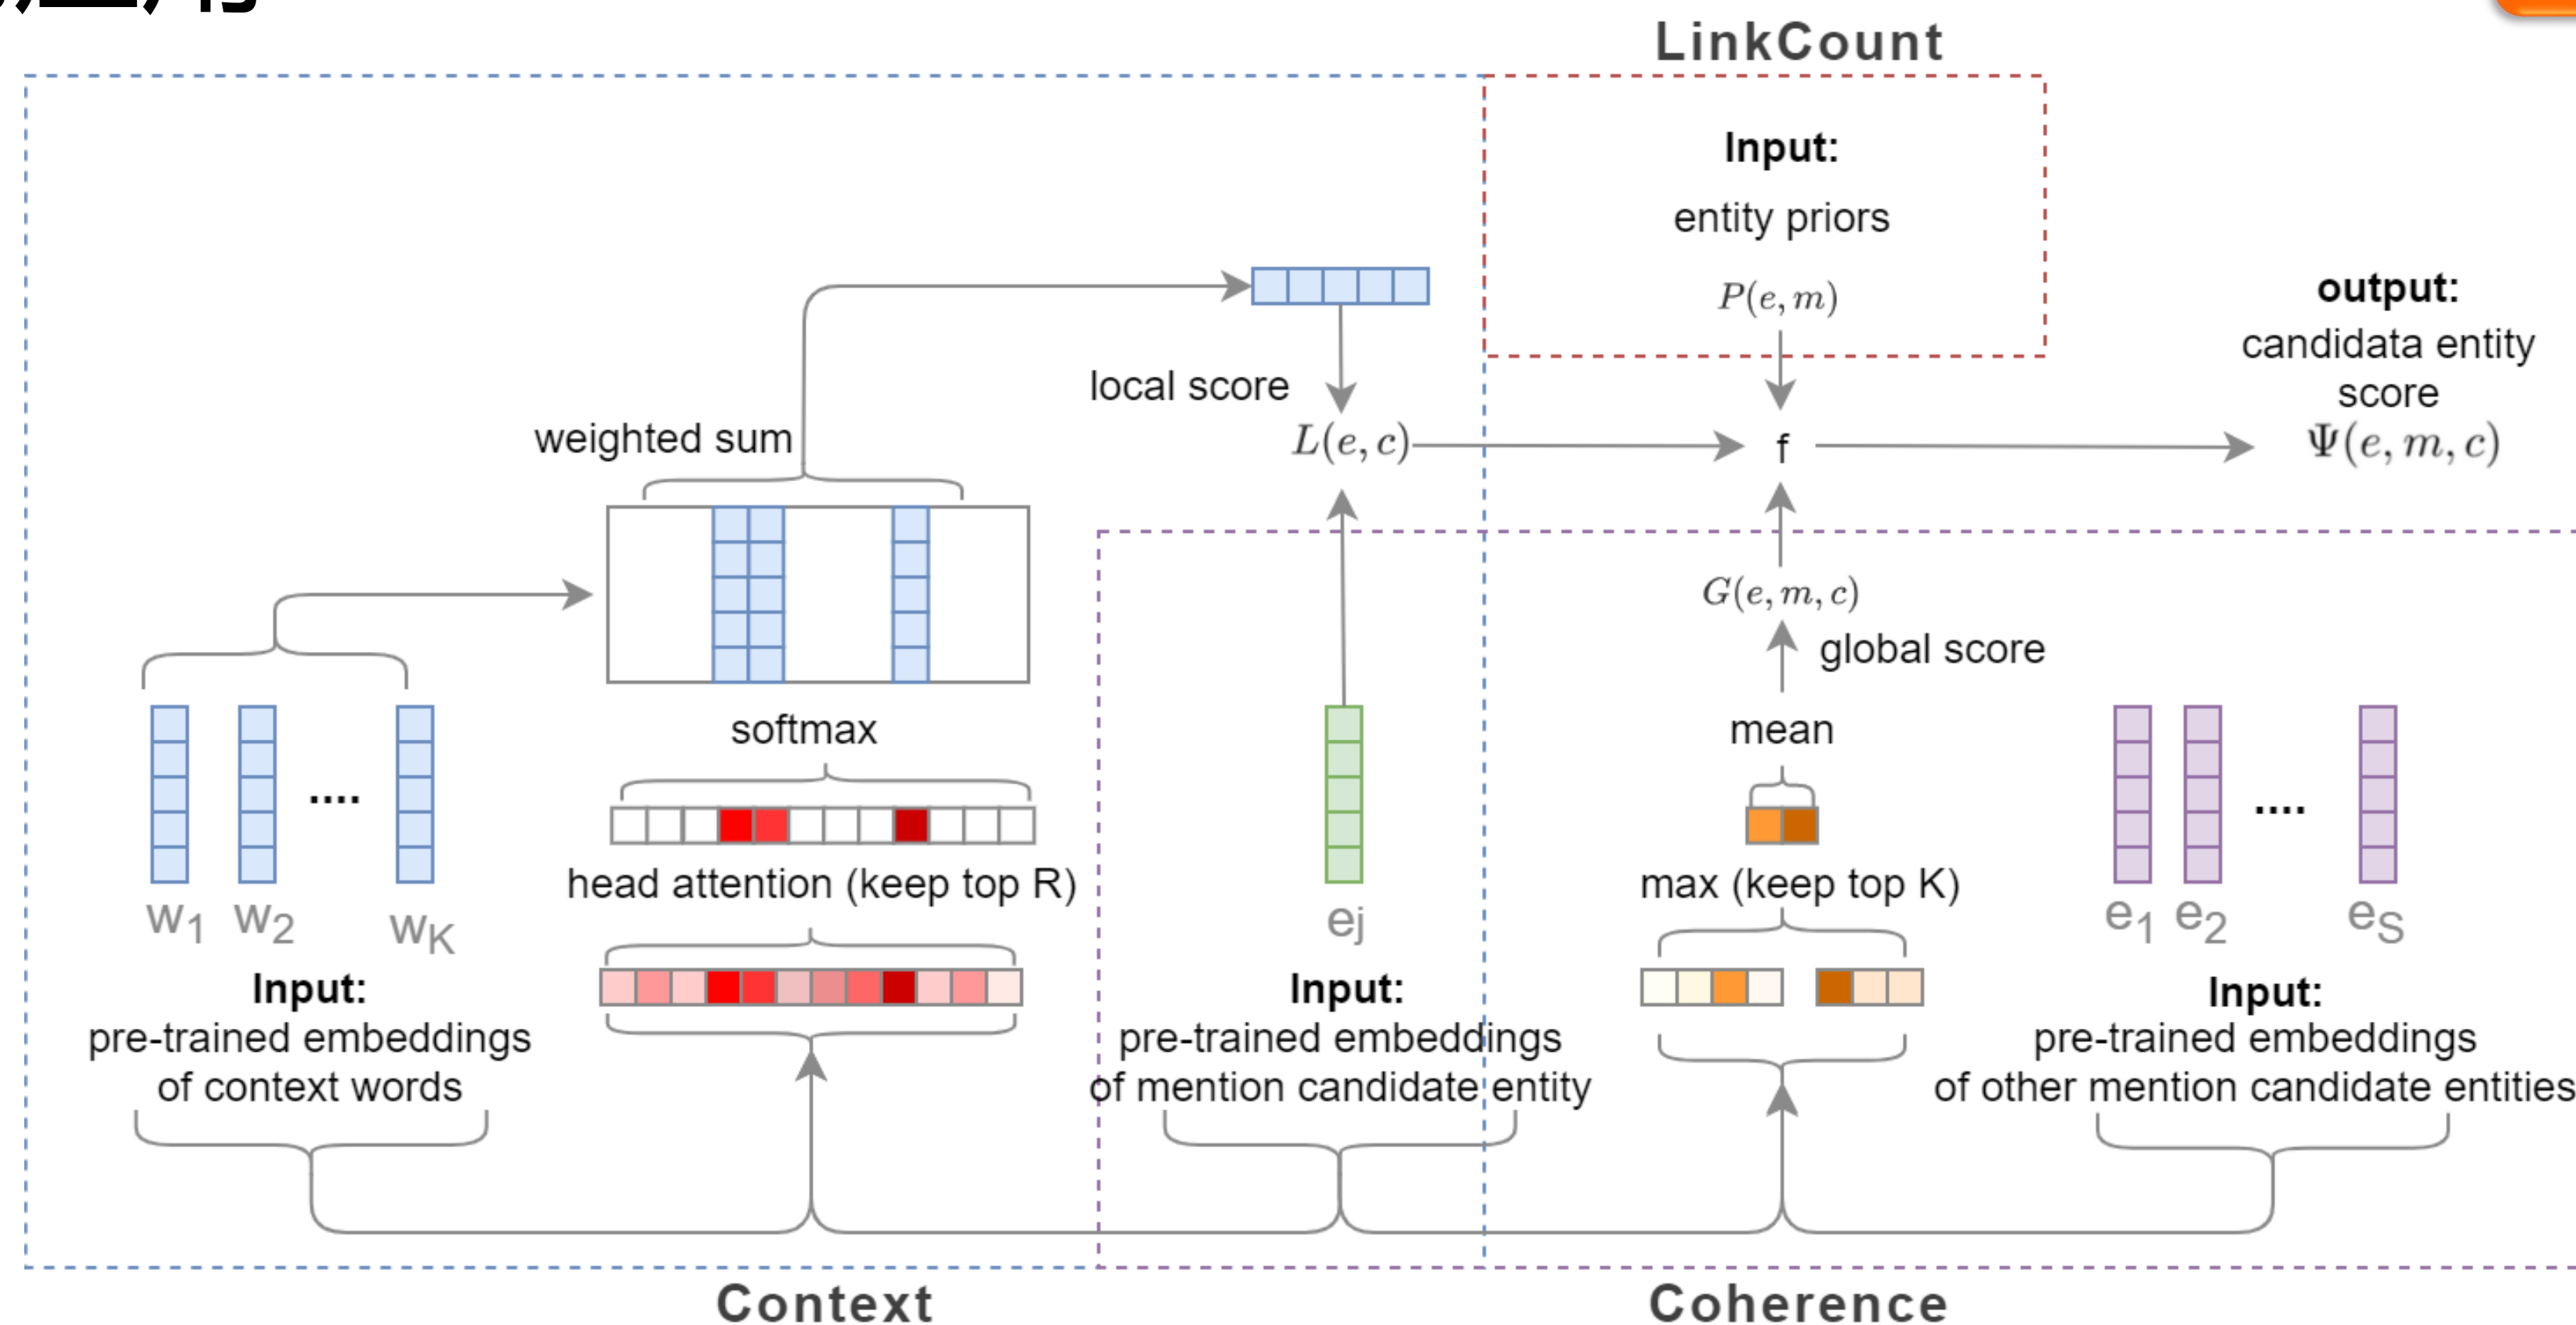 LinkCount
Input:
entity priors
P(e, m)
output:
candidata entity
score
Ψ(e, m, c)
local score
L(e, c)
f
weighted sum
G(e, m, c)
global score
softmax
mean
head attention (keep top R)
max (keep top K)
w1 w2 .... wK
ej
e1 e2 .... eS
Input:
pre-trained embeddings
of context words
Input:
pre-trained embeddings
of mention candidate entity
Input:
pre-trained embeddings
of other mention candidate entities
Context
Coherence